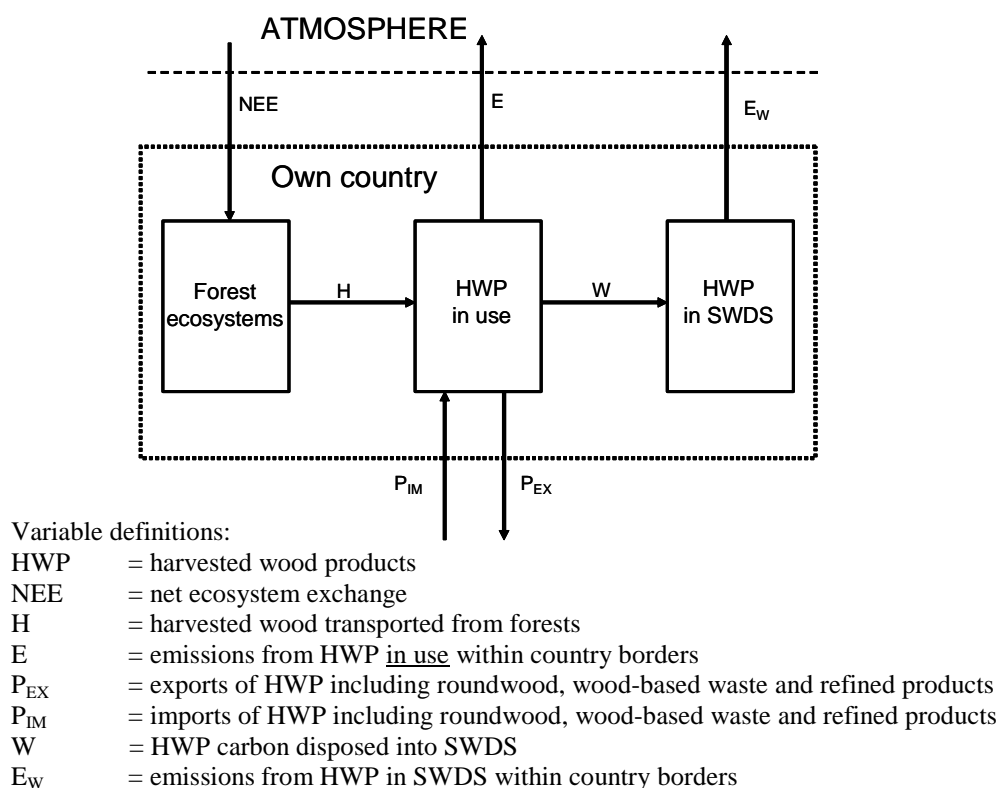 ATMOSPHERE
NEE
E
E_W
Own country
Forest
ecosystems
H
HWP
in use
W
HWP
in SWDS
P_IM
P_EX
Variable definitions:
HWP = harvested wood products
NEE = net ecosystem exchange
H = harvested wood transported from forests
E = emissions from HWP in use within country borders
P_EX = exports of HWP including roundwood, wood-based waste and refined products
P_IM = imports of HWP including roundwood, wood-based waste and refined products
W = HWP carbon disposed into SWDS
E_W = emissions from HWP in SWDS within country borders